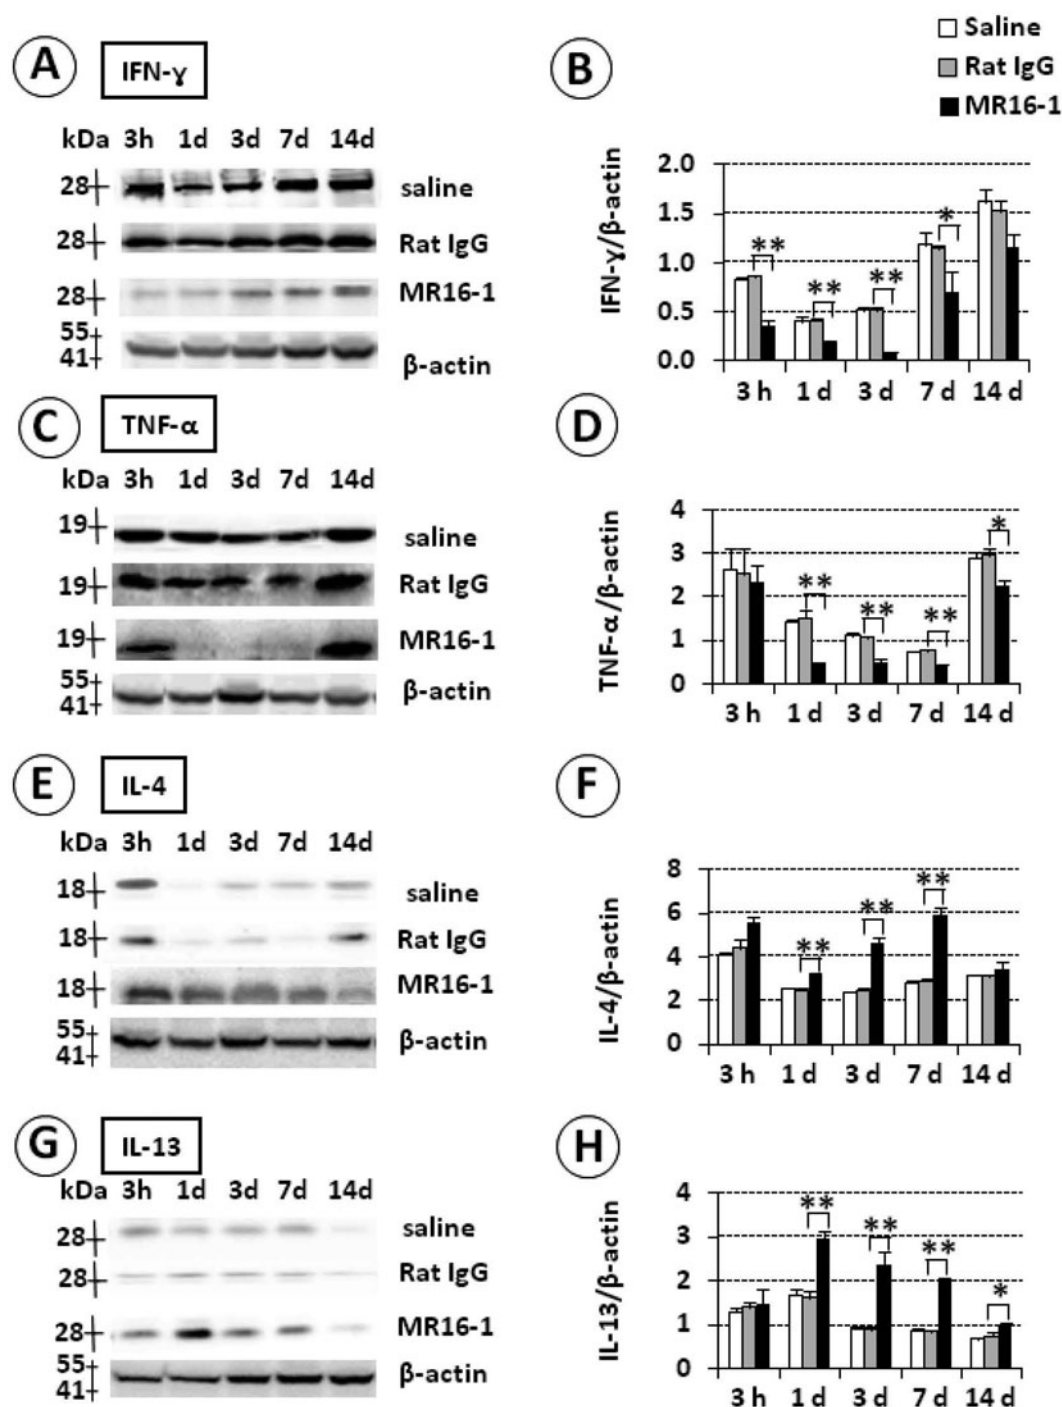 A IFN-γ
kDa 3h 1d 3d 7d 14d
28 saline
28 Rat IgG
28 MR16-1
55
41 β-actin
B
Saline
Rat IgG
MR16-1
IFN-γ/β-actin
2.0
1.5
1.0
0.5
0.0
** ** ** *
3 h 1 d 3 d 7 d 14 d
C TNF-α
kDa 3h 1d 3d 7d 14d
19 saline
19 Rat IgG
19 MR16-1
55
41 β-actin
D
TNF-α/β-actin
4
3
2
1
0
** ** ** *
3 h 1 d 3 d 7 d 14 d
E IL-4
kDa 3h 1d 3d 7d 14d
18 saline
18 Rat IgG
18 MR16-1
55
41 β-actin
F
IL-4/β-actin
8
6
4
2
0
** ** **
3 h 1 d 3 d 7 d 14 d
G IL-13
kDa 3h 1d 3d 7d 14d
28 saline
28 Rat IgG
28 MR16-1
55
41 β-actin
H
IL-13/β-actin
4
3
2
1
0
** ** ** *
3 h 1 d 3 d 7 d 14 d